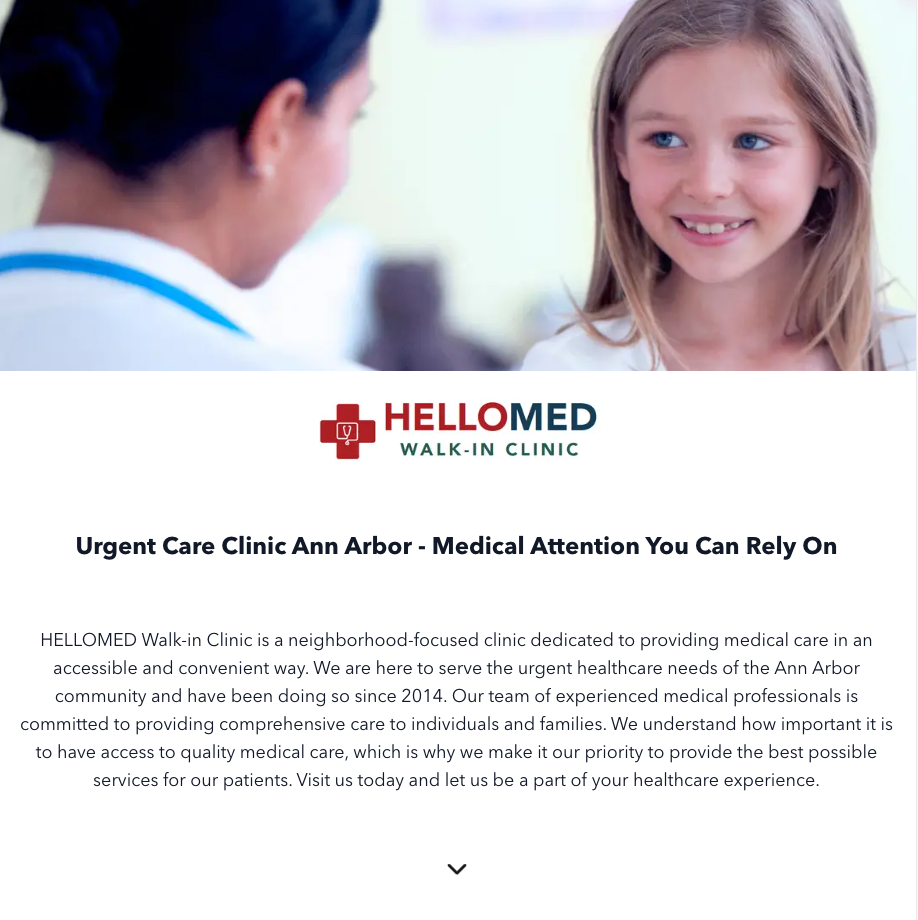 HELLOMED
WALK-IN CLINIC
Urgent Care Clinic Ann Arbor - Medical Attention You Can Rely On
HELLOMED Walk-in Clinic is a neighborhood-focused clinic dedicated to providing medical care in an
accessible and convenient way. We are here to serve the urgent healthcare needs of the Ann Arbor
community and have been doing so since 2014. Our team of experienced medical professionals is
committed to providing comprehensive care to individuals and families. We understand how important it is
to have access to quality medical care, which is why we make it our priority to provide the best possible
services for our patients. Visit us today and let us be a part of your healthcare experience.